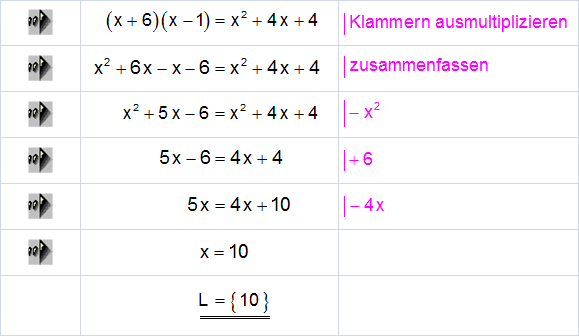 (x + 6)(x − 1) = x² + 4x + 4 | Klammern ausmultiplizieren
x² + 6x − x − 6 = x² + 4x + 4 | zusammenfassen
x² + 5x − 6 = x² + 4x + 4 | − x²
5x − 6 = 4x + 4 | + 6
5x = 4x + 10 | − 4x
x = 10
L = {10}